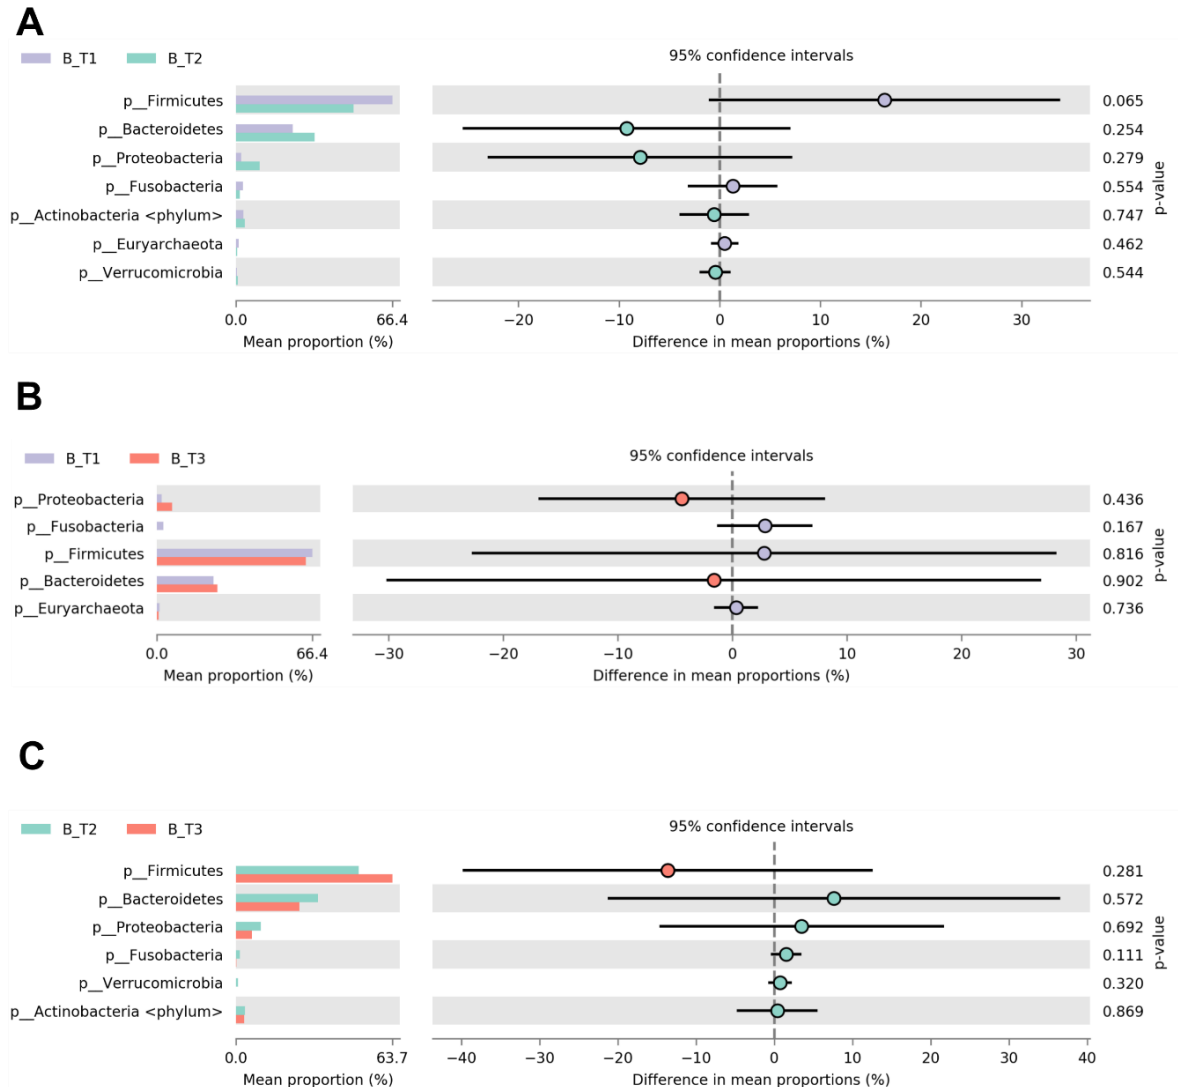 A
B_T1 B_T2
95% confidence intervals
p__Firmicutes 0.065
p__Bacteroidetes 0.254
p__Proteobacteria 0.279
p__Fusobacteria 0.554
p__Actinobacteria <phylum> 0.747
p__Euryarchaeota 0.462
p__Verrucomicrobia 0.544
p-value
0.0 66.4 −20 −10 0 10 20 30
Mean proportion (%) Difference in mean proportions (%)
B
B_T1 B_T3
95% confidence intervals
p__Proteobacteria 0.436
p__Fusobacteria 0.167
p__Firmicutes 0.816
p__Bacteroidetes 0.902
p__Euryarchaeota 0.736
p-value
0.0 66.4 −30 −20 −10 0 10 20 30
Mean proportion (%) Difference in mean proportions (%)
C
B_T2 B_T3
95% confidence intervals
p__Firmicutes 0.281
p__Bacteroidetes 0.572
p__Proteobacteria 0.692
p__Fusobacteria 0.111
p__Verrucomicrobia 0.320
p__Actinobacteria <phylum> 0.869
p-value
0.0 63.7 −40 −30 −20 −10 0 10 20 30 40
Mean proportion (%) Difference in mean proportions (%)